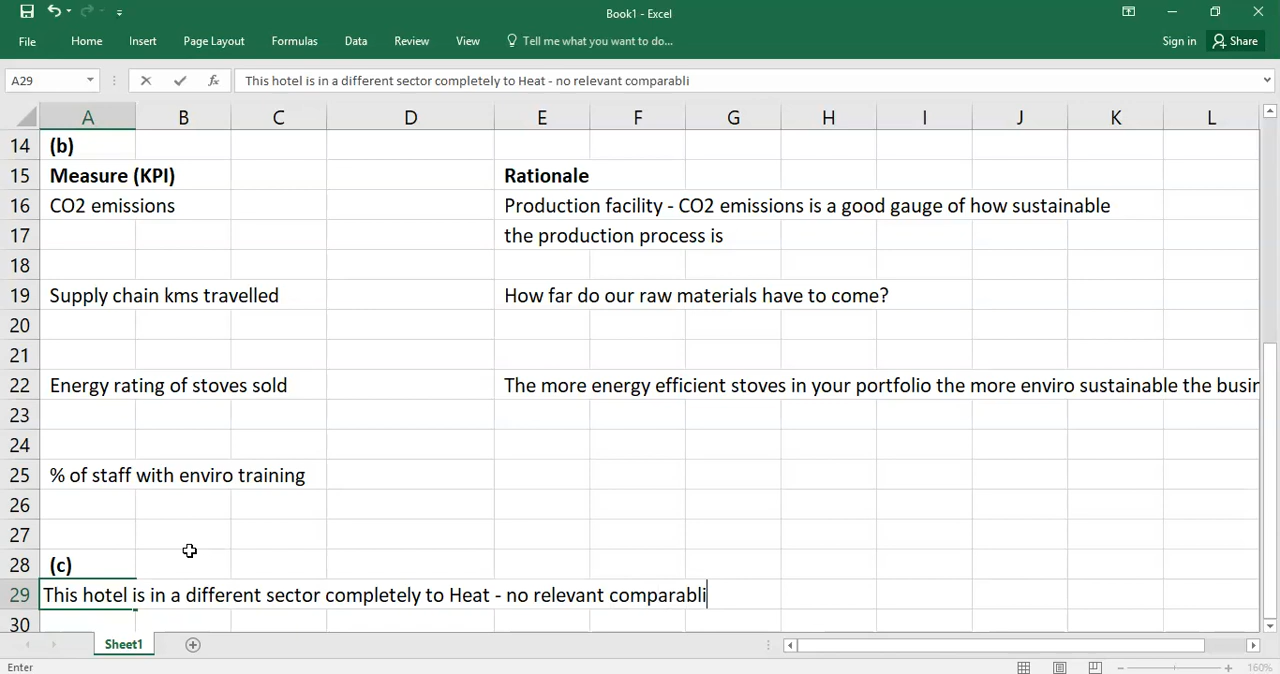 Book1 - Excel
File Home Insert Page Layout Formulas Data Review View Tell me what you want to do... Sign in Share
A29 fx This hotel is in a different sector completely to Heat - no relevant comparabli
A B C D E F G H I J K L
14 (b)
15 Measure (KPI) Rationale
16 CO2 emissions Production facility - CO2 emissions is a good gauge of how sustainable
17 the production process is
18
19 Supply chain kms travelled How far do our raw materials have to come?
20
21
22 Energy rating of stoves sold The more energy efficient stoves in your portfolio the more enviro sustainable the busin
23
24
25 % of staff with enviro training
26
27
28 (c)
29 This hotel is in a different sector completely to Heat - no relevant comparabli
30
Sheet1
Enter 160%